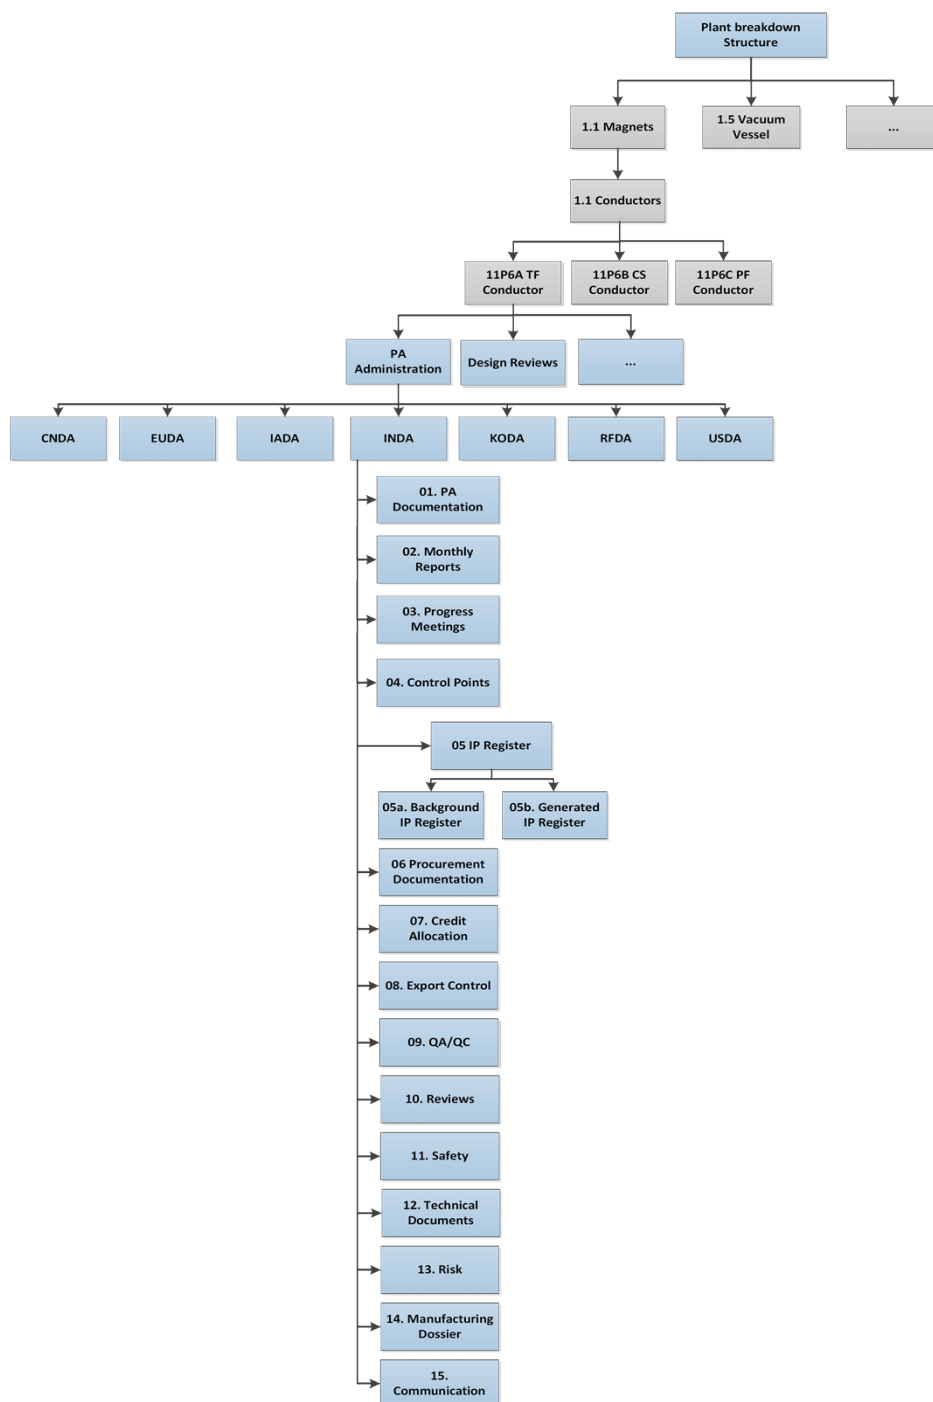 Plant breakdown
Structure
1.1 Magnets
1.5 Vacuum
Vessel
...
1.1 Conductors
11P6A TF
Conductor
11P6B CS
Conductor
11P6C PF
Conductor
PA
Administration
Design Reviews
...
CNDA
EUDA
IADA
INDA
KODA
RFDA
USDA
01. PA
Documentation
02. Monthly
Reports
03. Progress
Meetings
04. Control Points
05 IP Register
05a. Background
IP Register
05b. Generated
IP Register
06 Procurement
Documentation
07. Credit
Allocation
08. Export Control
09. QA/QC
10. Reviews
11. Safety
12. Technical
Documents
13. Risk
14. Manufacturing
Dossier
15.
Communication